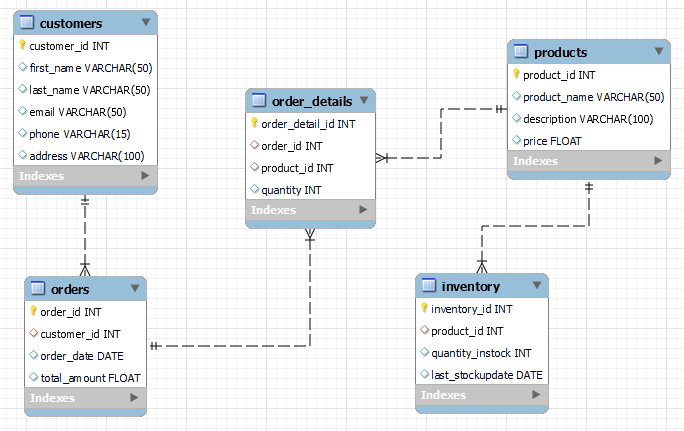 customers
customer_id INT
first_name VARCHAR(50)
last_name VARCHAR(50)
email VARCHAR(50)
phone VARCHAR(15)
address VARCHAR(100)
Indexes
order_details
order_detail_id INT
order_id INT
product_id INT
quantity INT
Indexes
products
product_id INT
product_name VARCHAR(50)
description VARCHAR(100)
price FLOAT
Indexes
orders
order_id INT
customer_id INT
order_date DATE
total_amount FLOAT
Indexes
inventory
inventory_id INT
product_id INT
quantity_instock INT
last_stockupdate DATE
Indexes